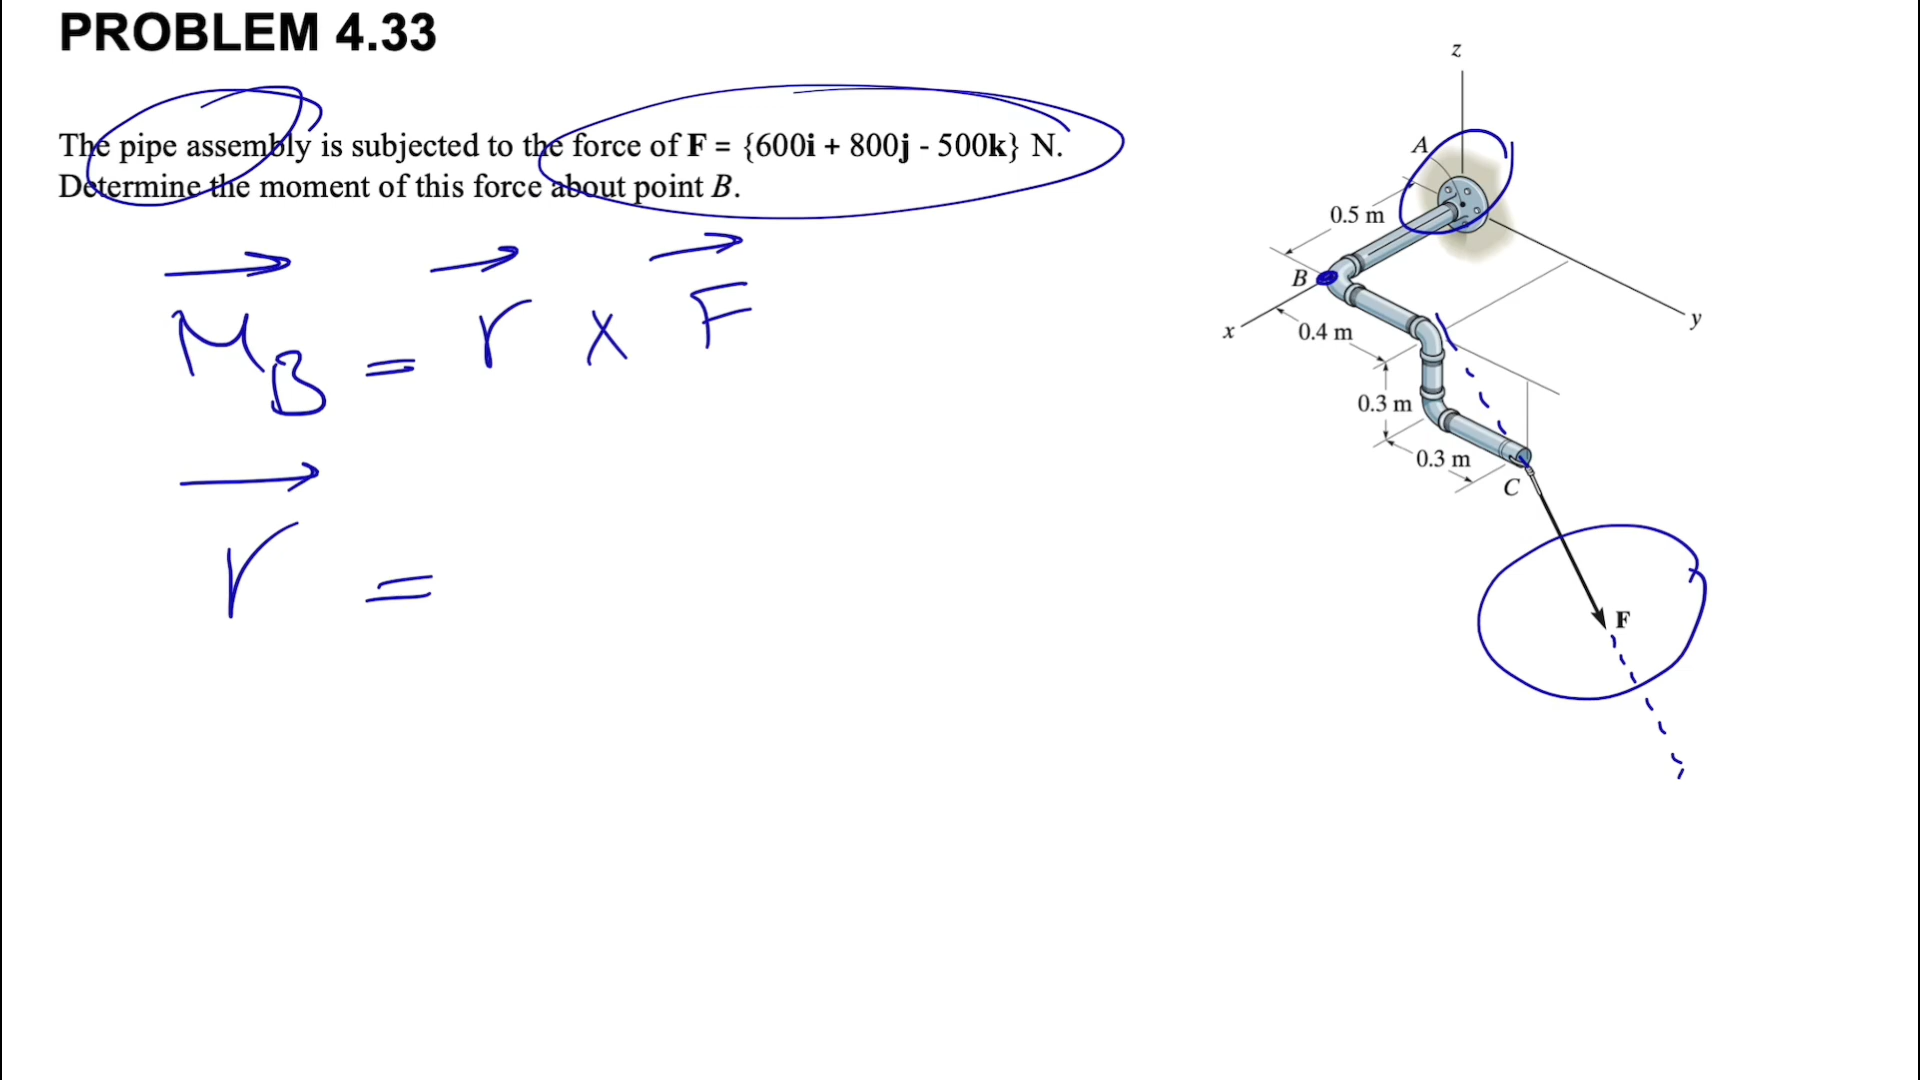 PROBLEM 4.33
The pipe assembly is subjected to the force of F = {600i + 800j - 500k} N.
Determine the moment of this force about point B.
M_B = r x F
r =
z
A
0.5 m
B
x
0.4 m
y
0.3 m
0.3 m
C
F